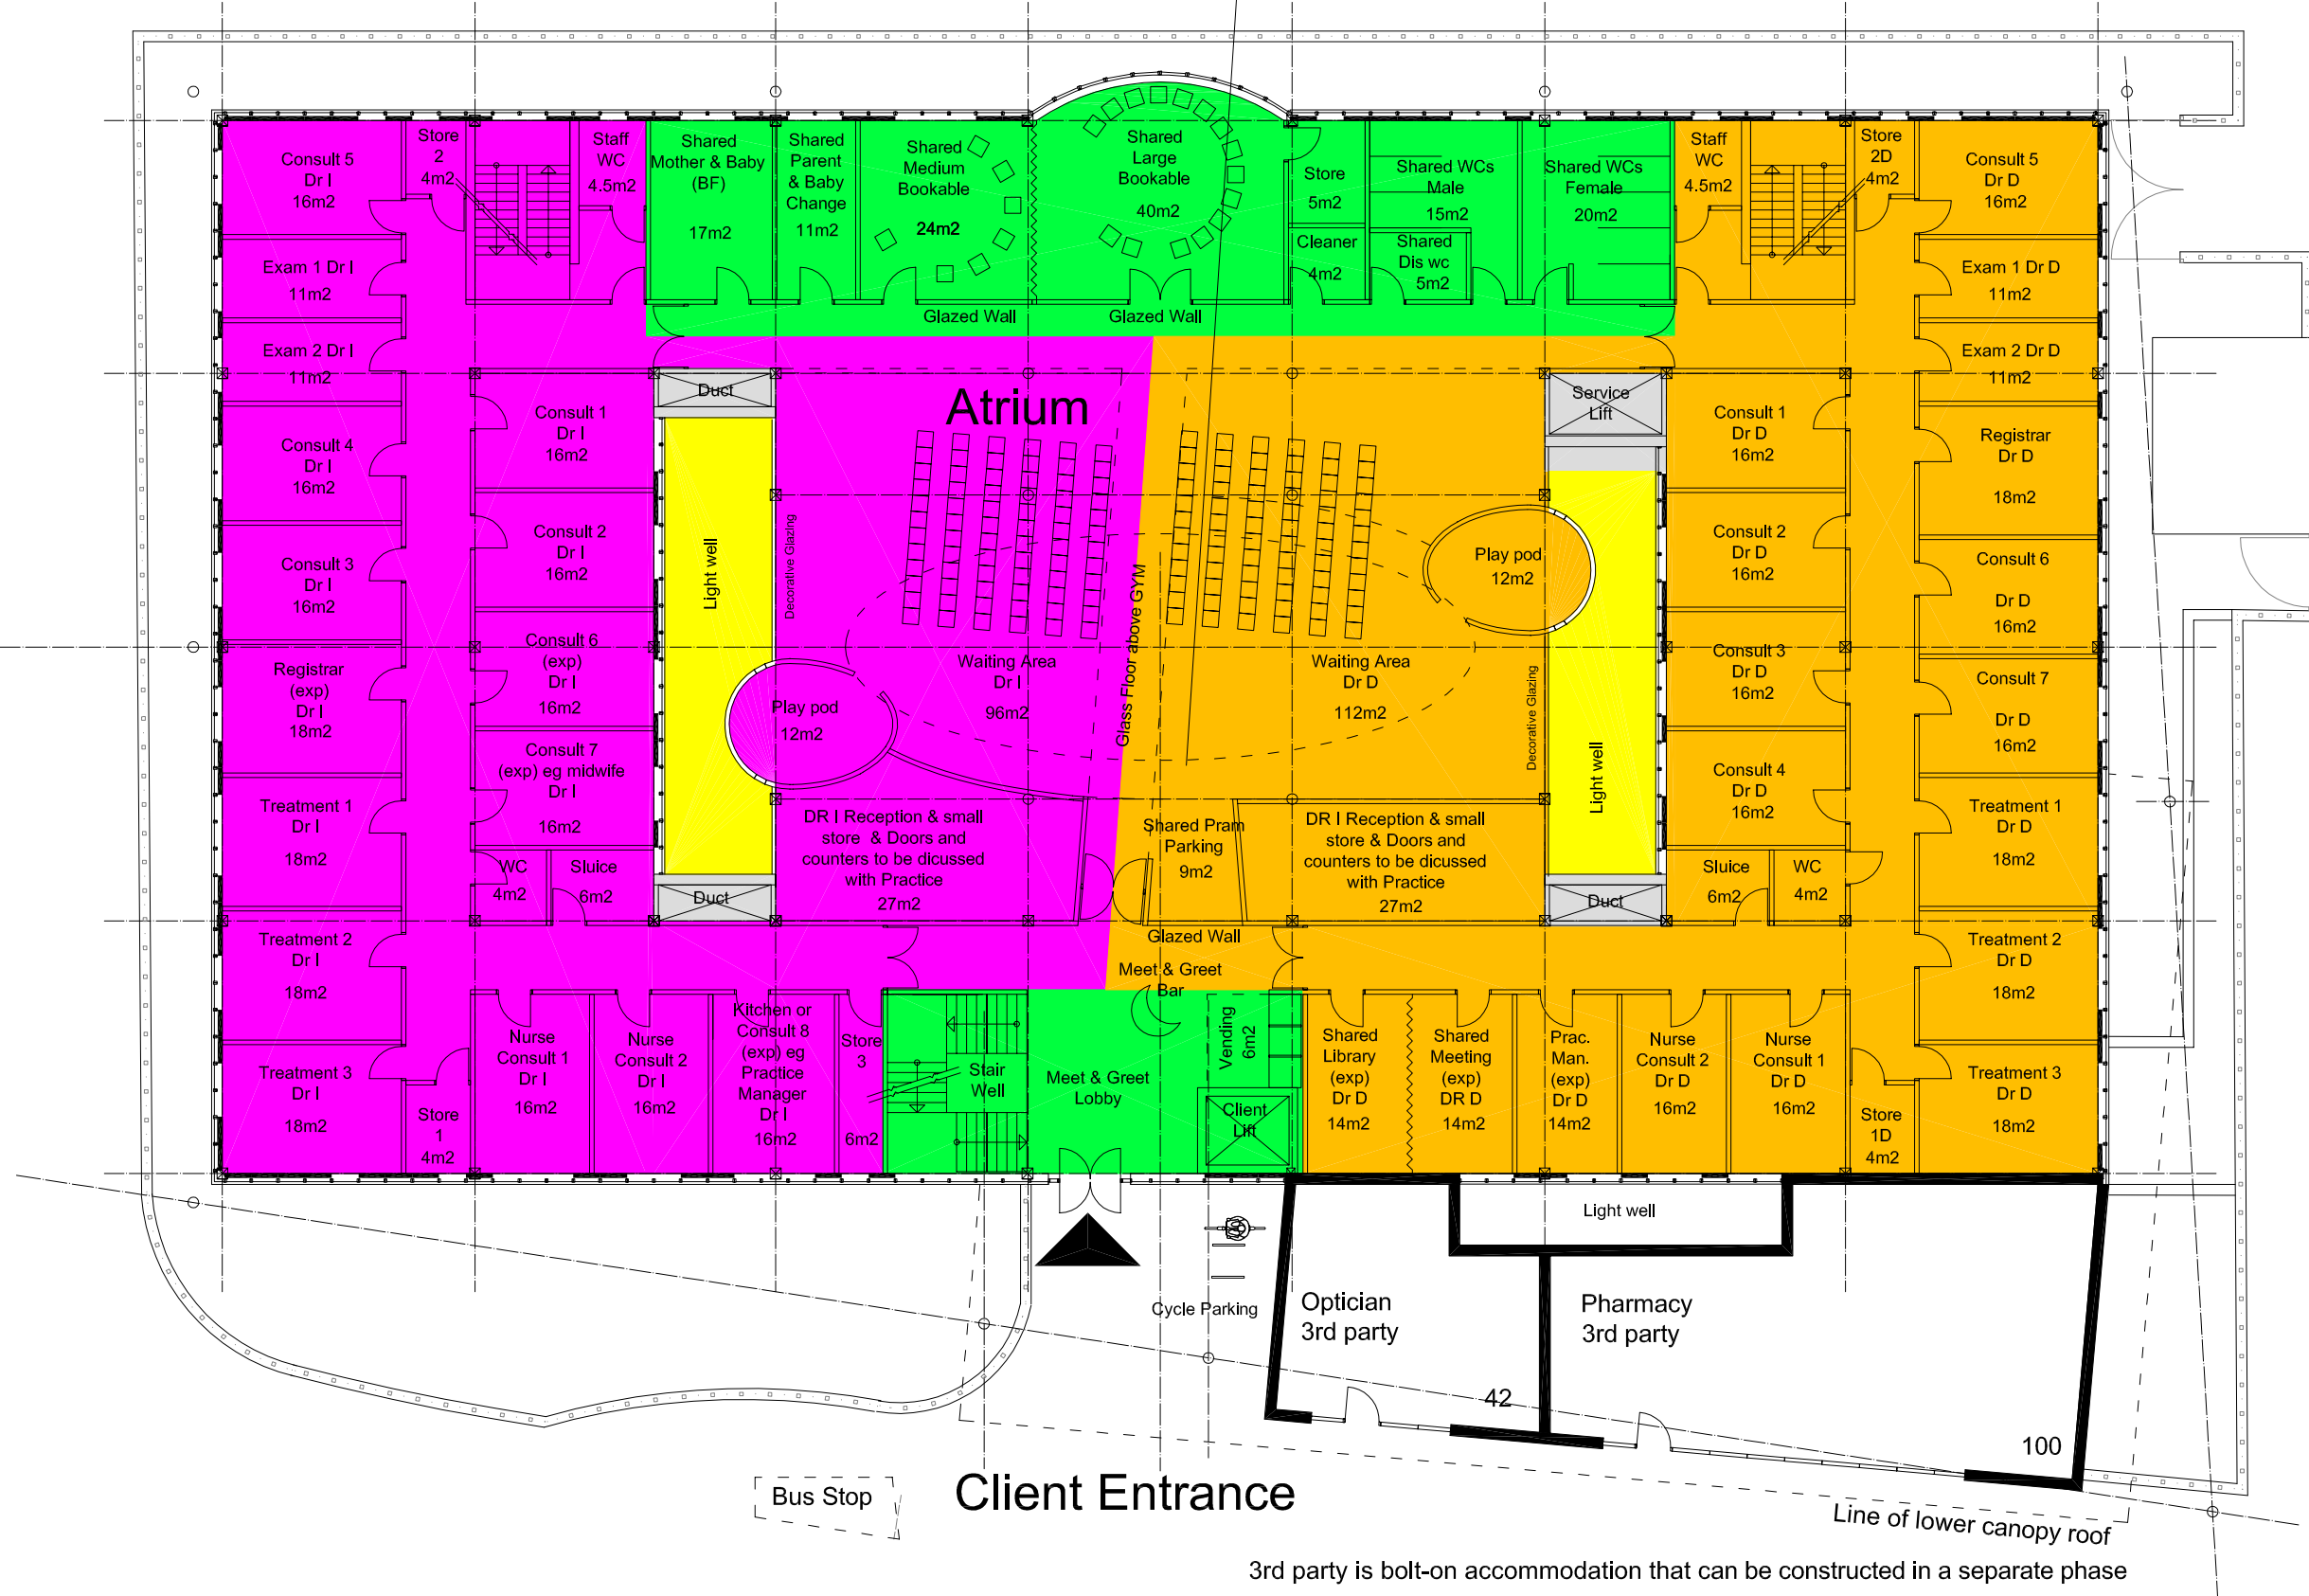 Consult 5
Dr I
16m2
Store
2
4m2
Staff
WC
4.5m2
Shared
Mother & Baby
(BF)
17m2
Shared
Parent
& Baby
Change
11m2
Shared
Medium
Bookable
24m2
Shared
Large
Bookable
40m2
Store
5m2
Cleaner
4m2
Shared WCs
Male
15m2
Shared
Dis wc
5m2
Shared WCs
Female
20m2
Staff
WC
4.5m2
Store
2D
4m2
Consult 5
Dr D
16m2
Exam 1 Dr I
11m2
Exam 2 Dr I
11m2
Glazed Wall
Glazed Wall
Exam 1 Dr D
11m2
Exam 2 Dr D
11m2
Duct
Atrium
Service
Lift
Consult 4
Dr I
16m2
Consult 1
Dr I
16m2
Consult 1
Dr D
16m2
Registrar
Dr D
18m2
Consult 3
Dr I
16m2
Consult 2
Dr I
16m2
Light well
Decorative Glazing
Play pod
12m2
Consult 2
Dr D
16m2
Consult 6
Dr D
16m2
Registrar
(exp)
Dr I
18m2
Consult 6
(exp)
Dr I
16m2
Play pod
12m2
Waiting Area
Dr I
96m2
Glass Floor above GYM
Waiting Area
Dr D
112m2
Decorative Glazing
Light well
Consult 3
Dr D
16m2
Consult 7
Dr D
16m2
Treatment 1
Dr I
18m2
Consult 7
(exp) eg midwife
Dr I
16m2
Consult 4
Dr D
16m2
Treatment 1
Dr D
18m2
WC
4m2
Sluice
6m2
Duct
DR I Reception & small
store & Doors and
counters to be dicussed
with Practice
27m2
Shared Pram
Parking
9m2
DR I Reception & small
store & Doors and
counters to be dicussed
with Practice
27m2
Duct
Sluice
6m2
WC
4m2
Treatment 2
Dr I
18m2
Glazed Wall
Meet & Greet
Bar
Treatment 2
Dr D
18m2
Treatment 3
Dr I
18m2
Store
1
4m2
Nurse
Consult 1
Dr I
16m2
Nurse
Consult 2
Dr I
16m2
Kitchen or
Consult 8
(exp) eg
Practice
Manager
Dr I
16m2
Store
3
6m2
Stair
Well
Meet & Greet
Lobby
Vending
6m2
Client
Lift
Shared
Library
(exp)
Dr D
14m2
Shared
Meeting
(exp)
DR D
14m2
Prac.
Man.
(exp)
Dr D
14m2
Nurse
Consult 2
Dr D
16m2
Nurse
Consult 1
Dr D
16m2
Store
1D
4m2
Treatment 3
Dr D
18m2
Light well
Cycle Parking
Optician
3rd party
42
Pharmacy
3rd party
100
Bus Stop
Client Entrance
Line of lower canopy roof
3rd party is bolt-on accommodation that can be constructed in a separate phase